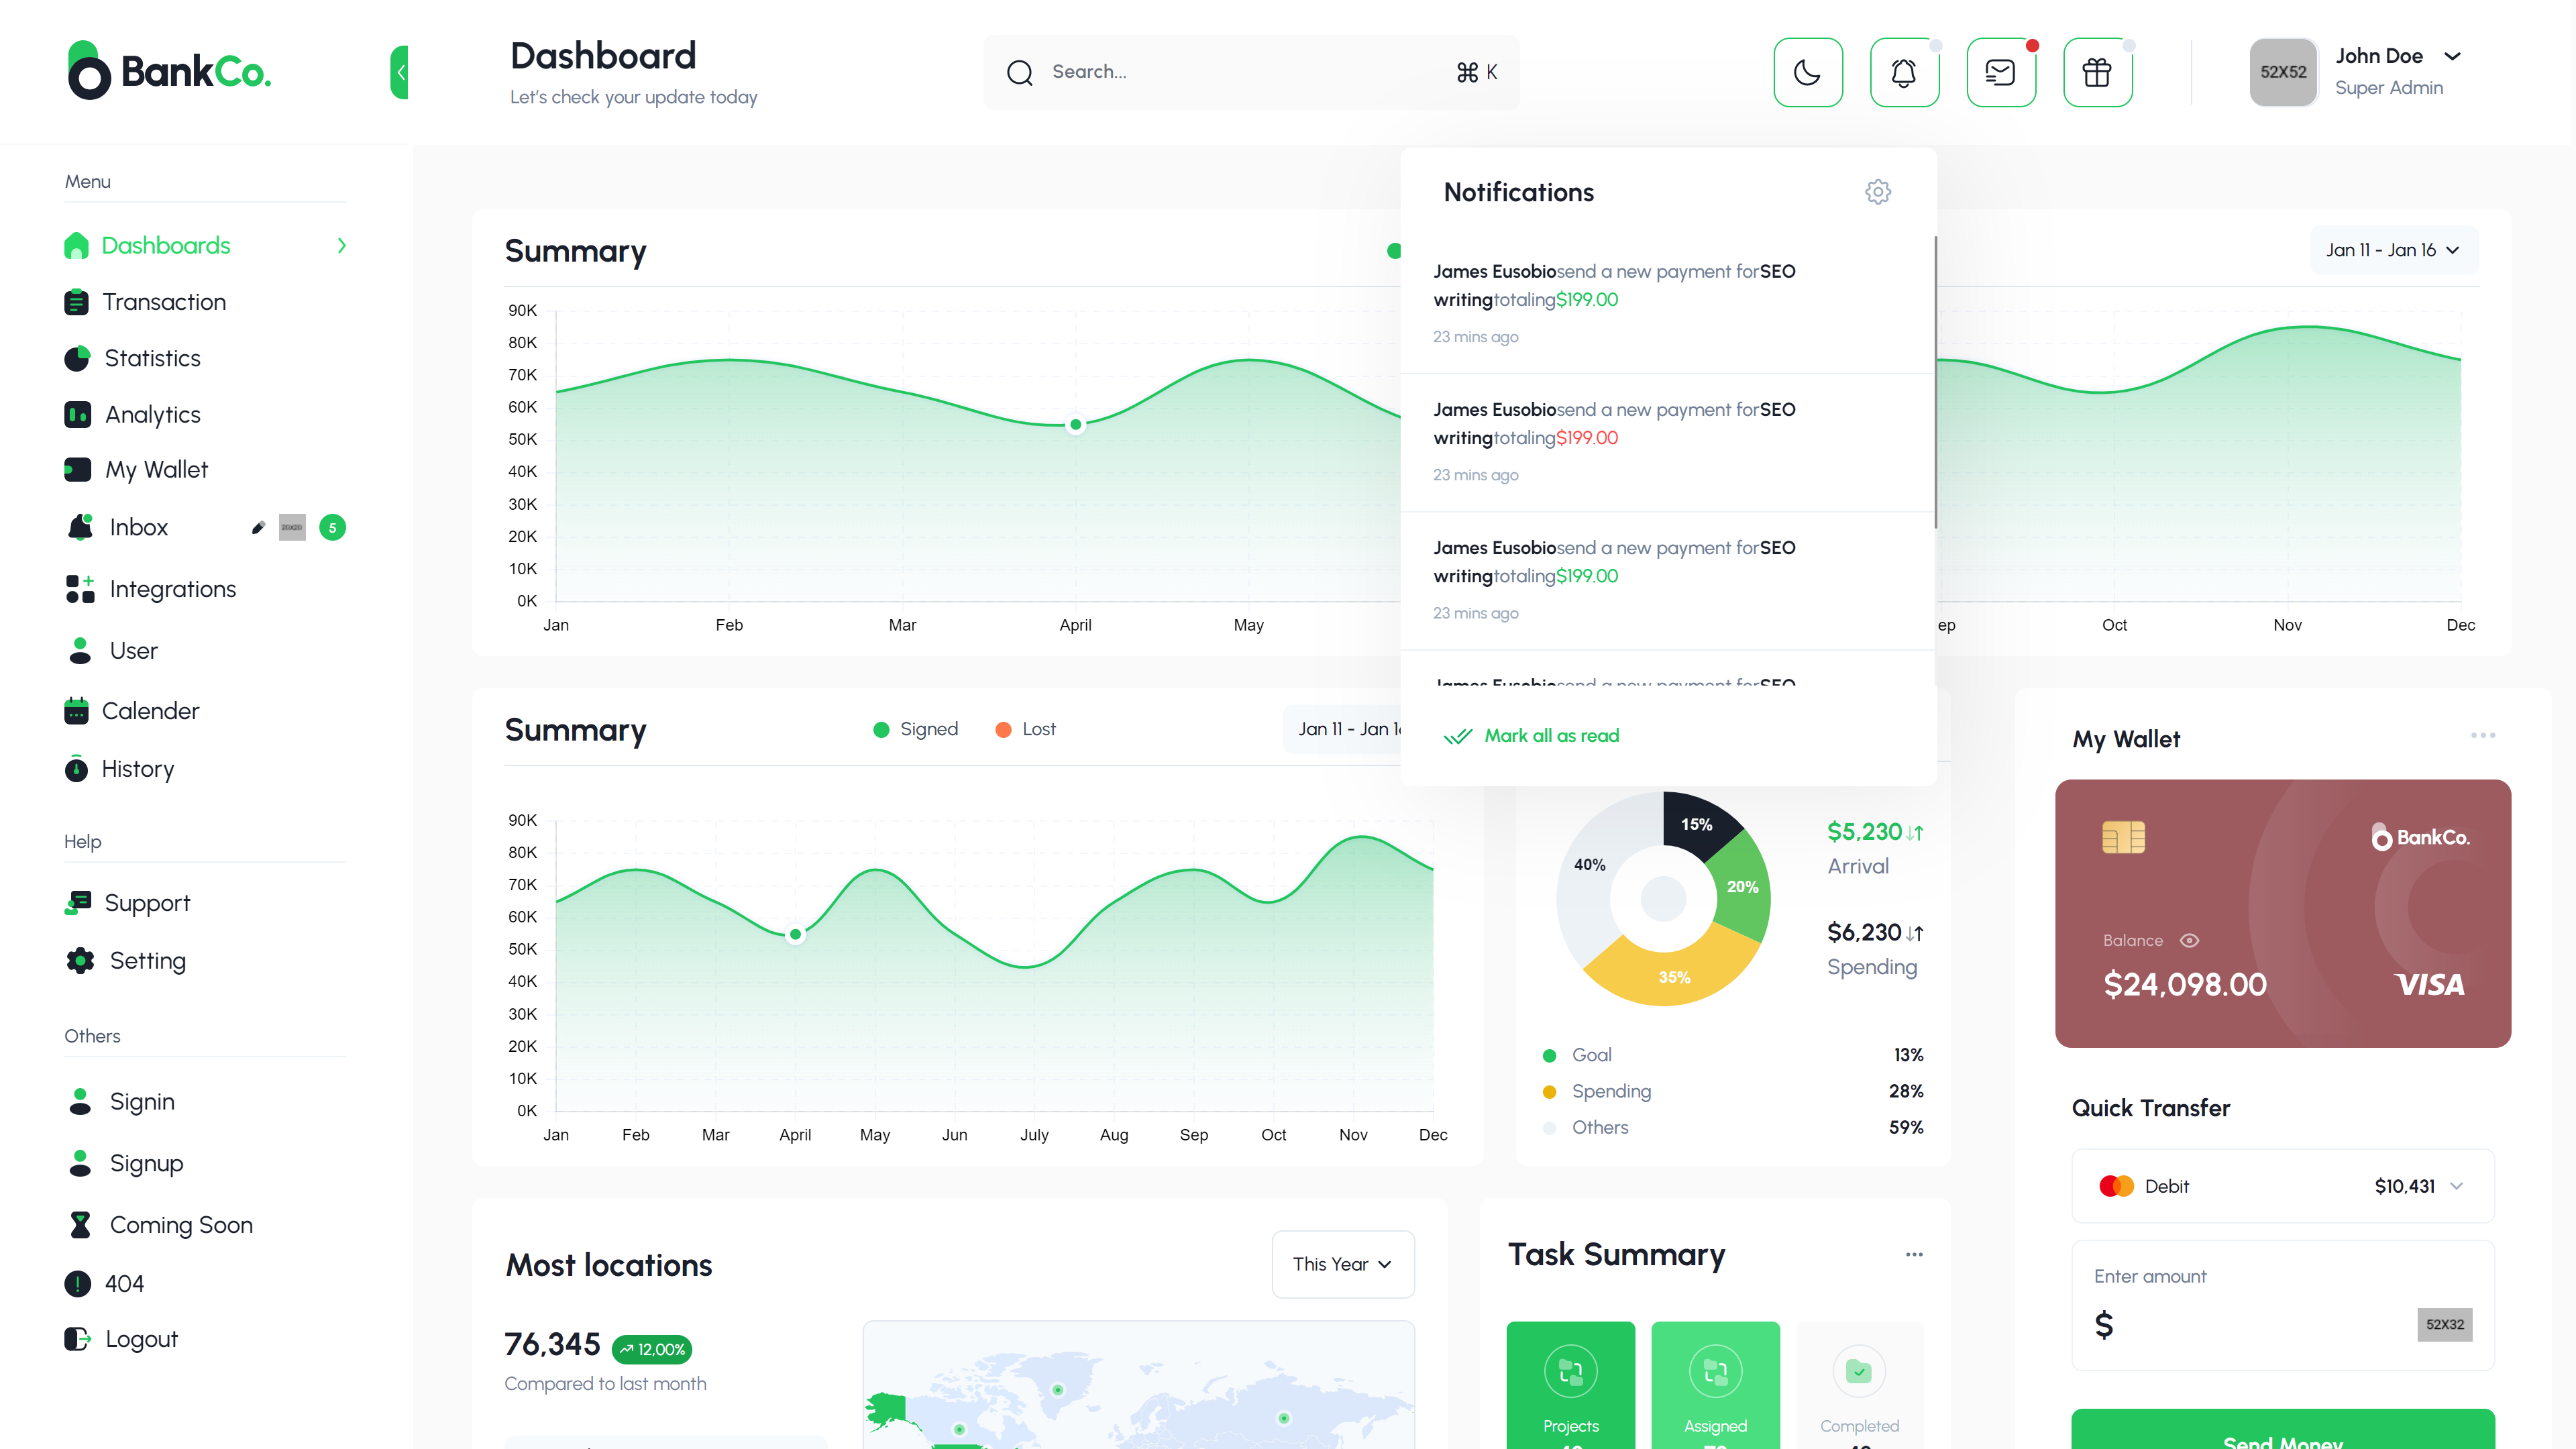 BankCo.
Dashboard
Let's check your update today
Search...
⌘ K
52X52
John Doe
Super Admin
Menu
Dashboards
Transaction
Statistics
Analytics
My Wallet
Inbox
20X20
5
Integrations
User
Calender
History
Help
Support
Setting
Others
Signin
Signup
Coming Soon
404
Logout
Summary
Jan 11 - Jan 16
90K
80K
70K
60K
50K
40K
30K
20K
10K
0K
Jan Feb Mar April May ep Oct Nov Dec
Notifications
James Eusobiosend a new payment forSEO
writingtotaling$199.00
23 mins ago
James Eusobiosend a new payment forSEO
writingtotaling$199.00
23 mins ago
James Eusobiosend a new payment forSEO
writingtotaling$199.00
23 mins ago
James Eusobiosend a new payment forSEO
Mark all as read
Summary
Signed
Lost
Jan 11 - Jan 1
90K
80K
70K
60K
50K
40K
30K
20K
10K
0K
Jan Feb Mar April May Jun July Aug Sep Oct Nov Dec
15%
20%
35%
40%
$5,230
Arrival
$6,230
Spending
Goal 13%
Spending 28%
Others 59%
My Wallet
BankCo.
Balance
$24,098.00
VISA
Quick Transfer
Debit $10,431
Enter amount
$
52X32
Send Money
Most locations
This Year
76,345
12,00%
Compared to last month
Task Summary
Projects
Assigned
Completed